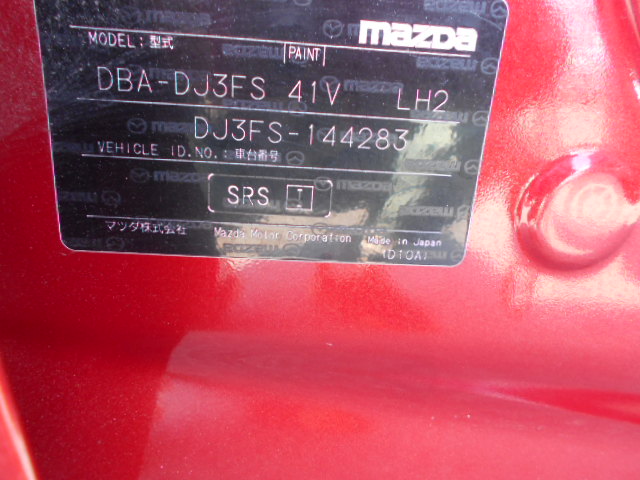 mazda
MODEL: 型式 PAINT
DBA-DJ3FS 41V LH2
DJ3FS-144283
VEHICLE ID.NO.: 車台番号
SRS I
マツダ株式会社 Mazda Motor Corporation Made in Japan
(D10A)